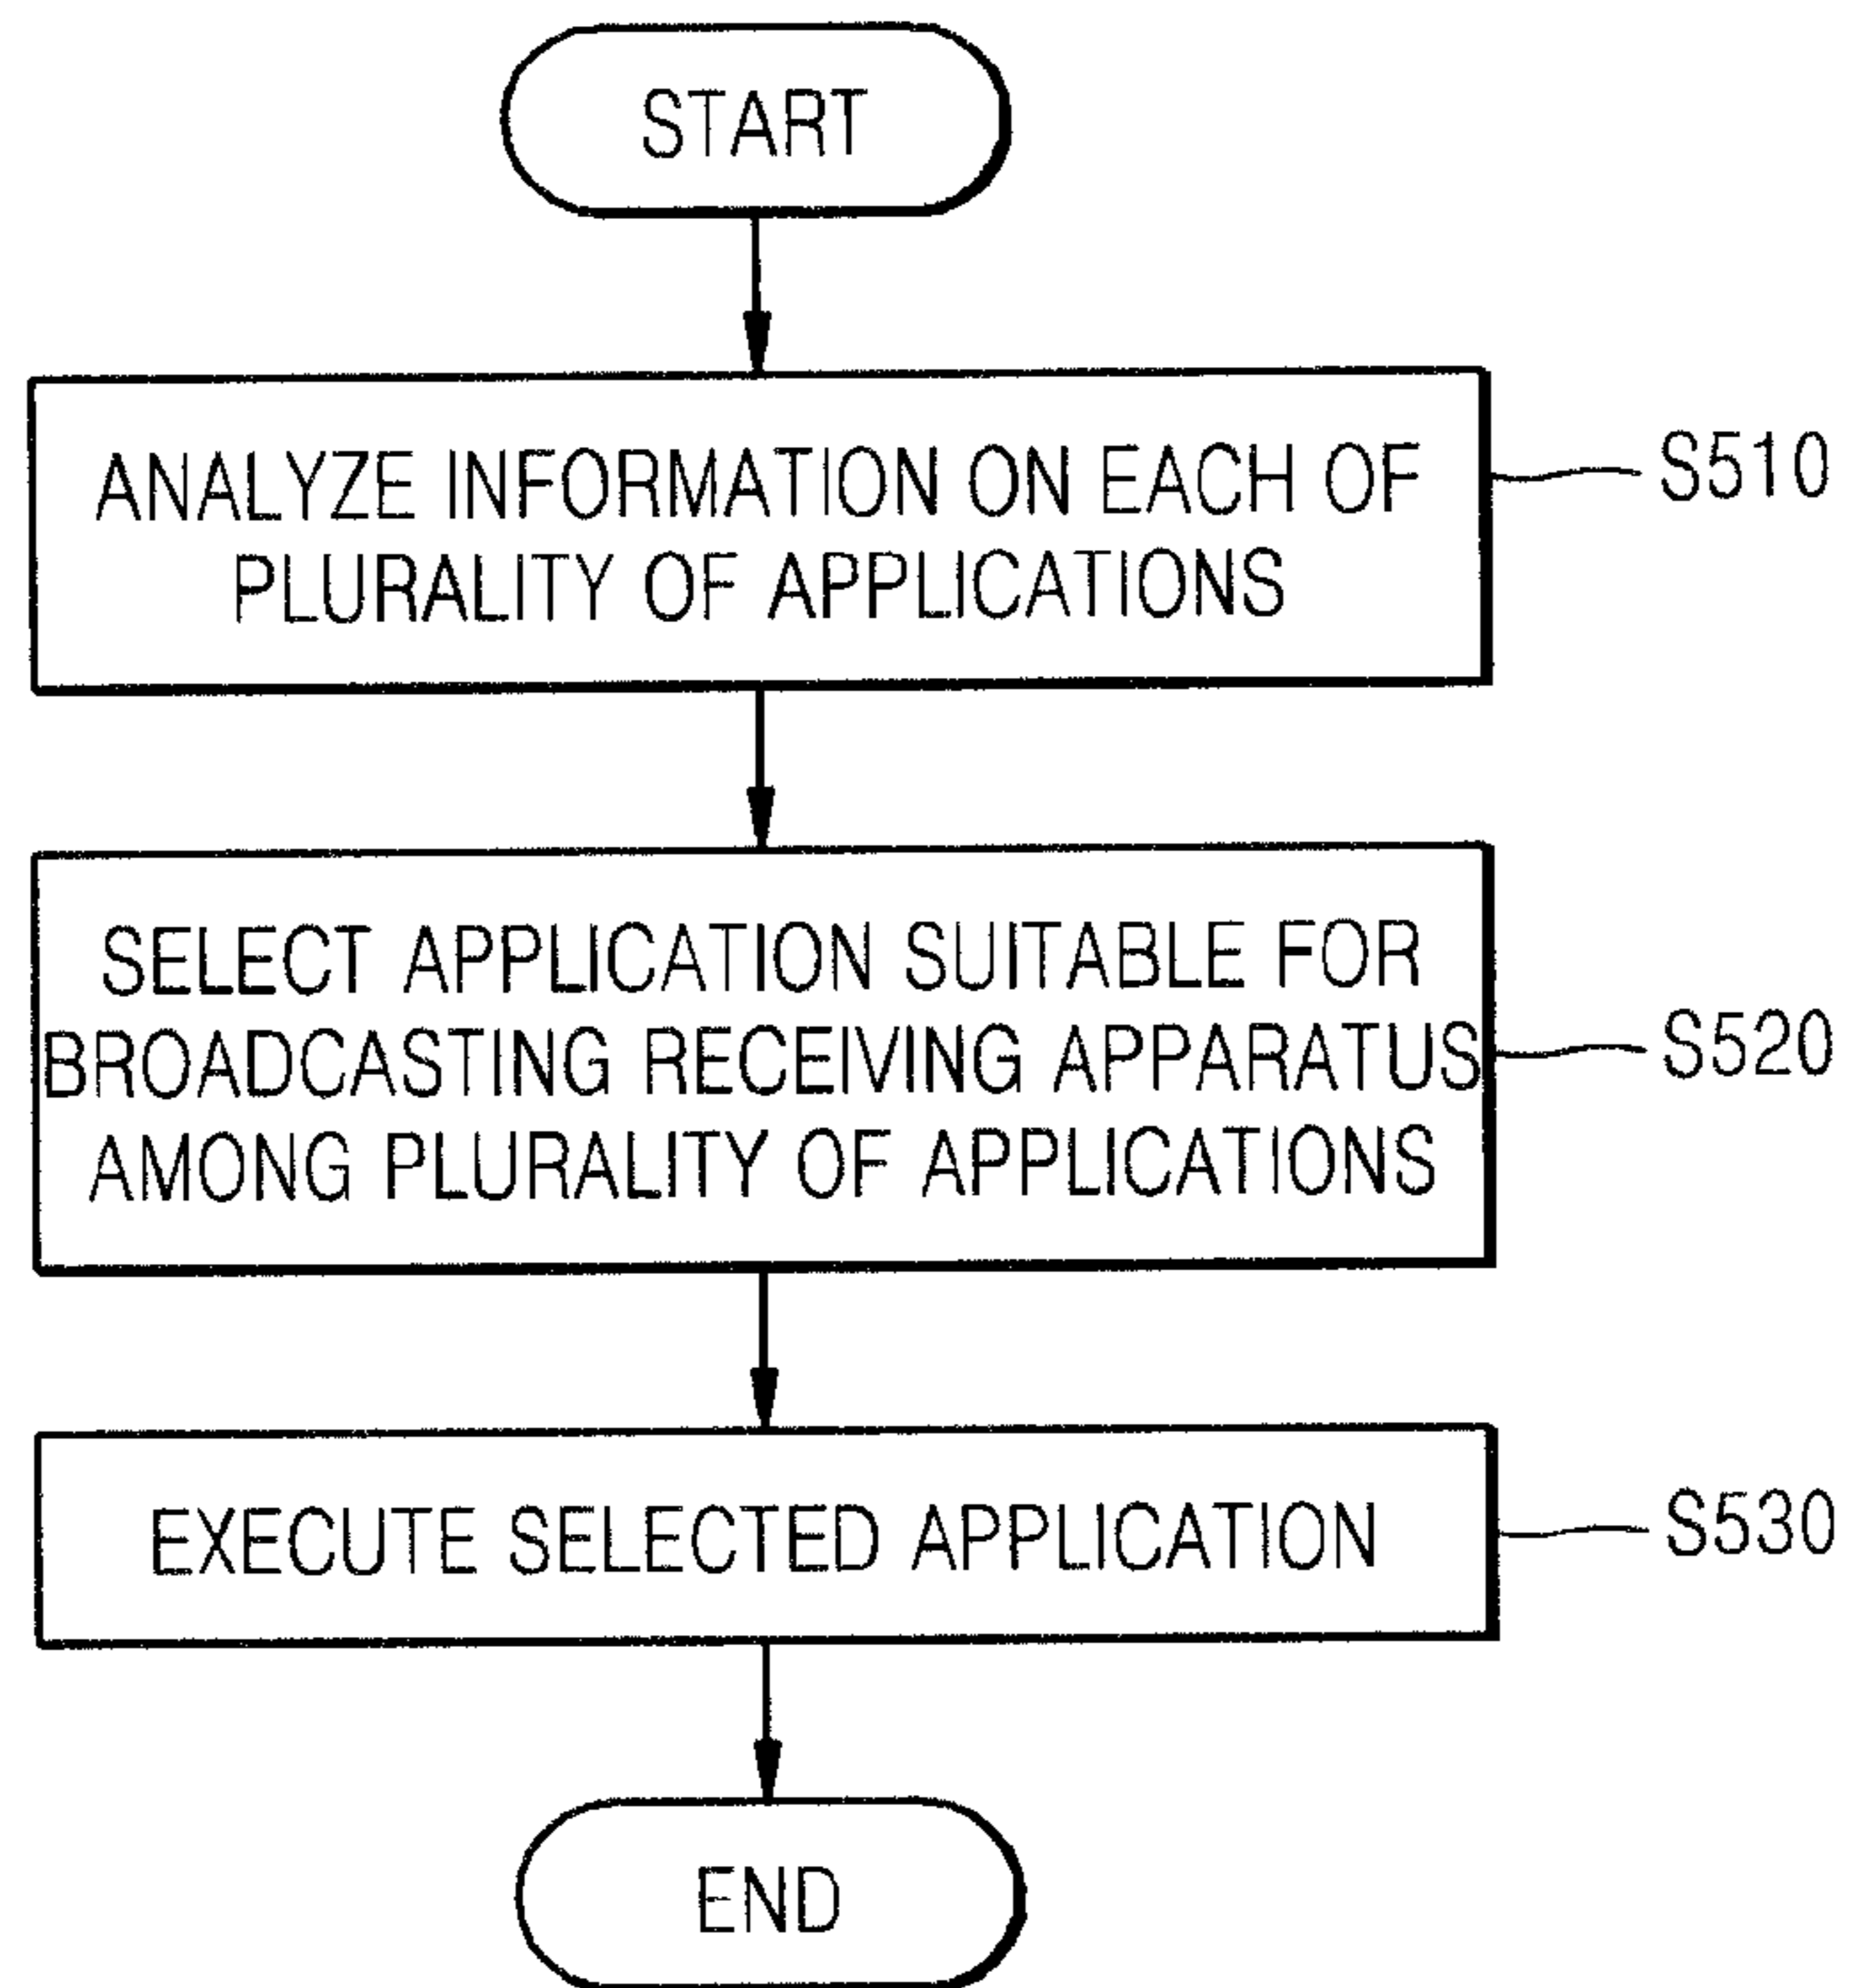 START
ANALYZE INFORMATION ON EACH OF
PLURALITY OF APPLICATIONS
S510
SELECT APPLICATION SUITABLE FOR
BROADCASTING RECEIVING APPARATUS
AMONG PLURALITY OF APPLICATIONS
S520
EXECUTE SELECTED APPLICATION
S530
END